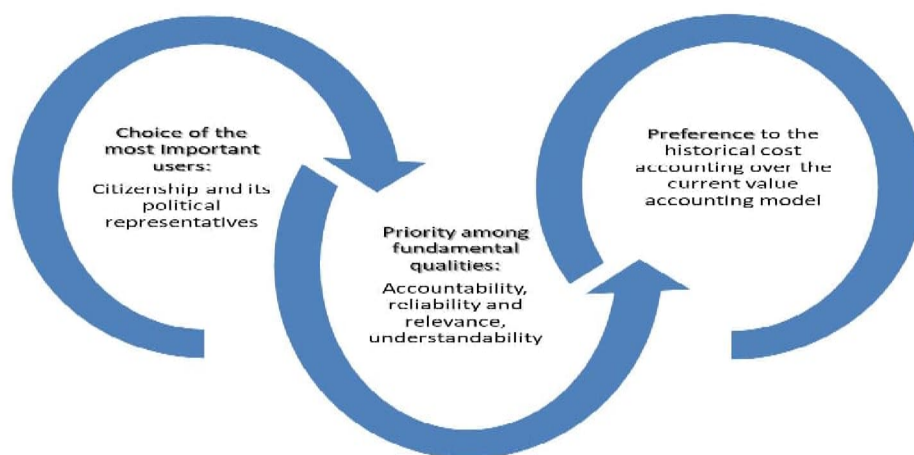 Choice of the
most Important
users:
Citizenship and its
political
representatives
Priority among
fundamental
qualities:
Accountability,
reliability and
relevance,
understandability
Preference to the
historical cost
accounting over the
current value
accounting model